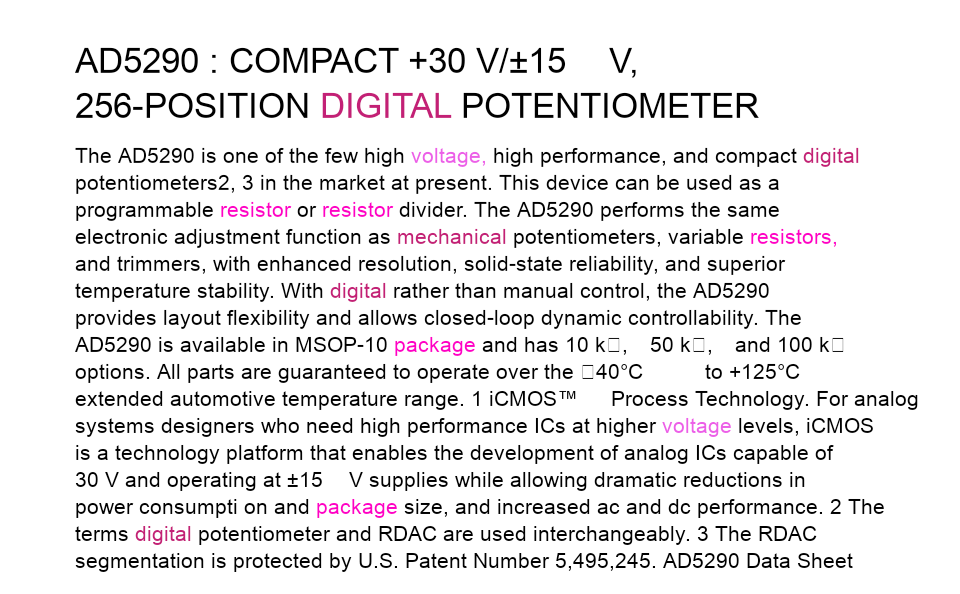 AD5290 : COMPACT +30 V/±15 V,
256-POSITION DIGITAL POTENTIOMETER
The AD5290 is one of the few high voltage, high performance, and compact digital
potentiometers2, 3 in the market at present. This device can be used as a
programmable resistor or resistor divider. The AD5290 performs the same
electronic adjustment function as mechanical potentiometers, variable resistors,
and trimmers, with enhanced resolution, solid-state reliability, and superior
temperature stability. With digital rather than manual control, the AD5290
provides layout flexibility and allows closed-loop dynamic controllability. The
AD5290 is available in MSOP-10 package and has 10 k□, 50 k□, and 100 k□
options. All parts are guaranteed to operate over the □40°C to +125°C
extended automotive temperature range. 1 iCMOS™ Process Technology. For analog
systems designers who need high performance ICs at higher voltage levels, iCMOS
is a technology platform that enables the development of analog ICs capable of
30 V and operating at ±15 V supplies while allowing dramatic reductions in
power consumpti on and package size, and increased ac and dc performance. 2 The
terms digital potentiometer and RDAC are used interchangeably. 3 The RDAC
segmentation is protected by U.S. Patent Number 5,495,245. AD5290 Data Sheet